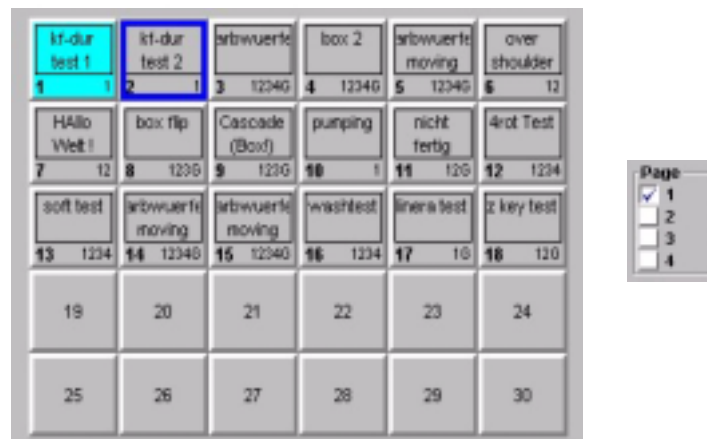 kf-dur
test 1
1 1
kf-dur
test 2
2 1
arbwuerfe
3 1234G
box 2
4 1234G
arbwuerfe
moving
5 1234G
over
shoulder
6 12
HAllo
Welt !
7 12
box flip
8 123G
Cascade
(Box!)
9 123G
pumping
10 1
nicht
fertig
11 12G
4rot Test
12 1234
soft test
13 1234
arbwuerfe
moving
14 1234G
arbwuerfe
moving
15 1234G
washtest
16 1234
linera test
17 1G
z key test
18 12G
19 20 21 22 23 24
25 26 27 28 29 30
Page
1
2
3
4